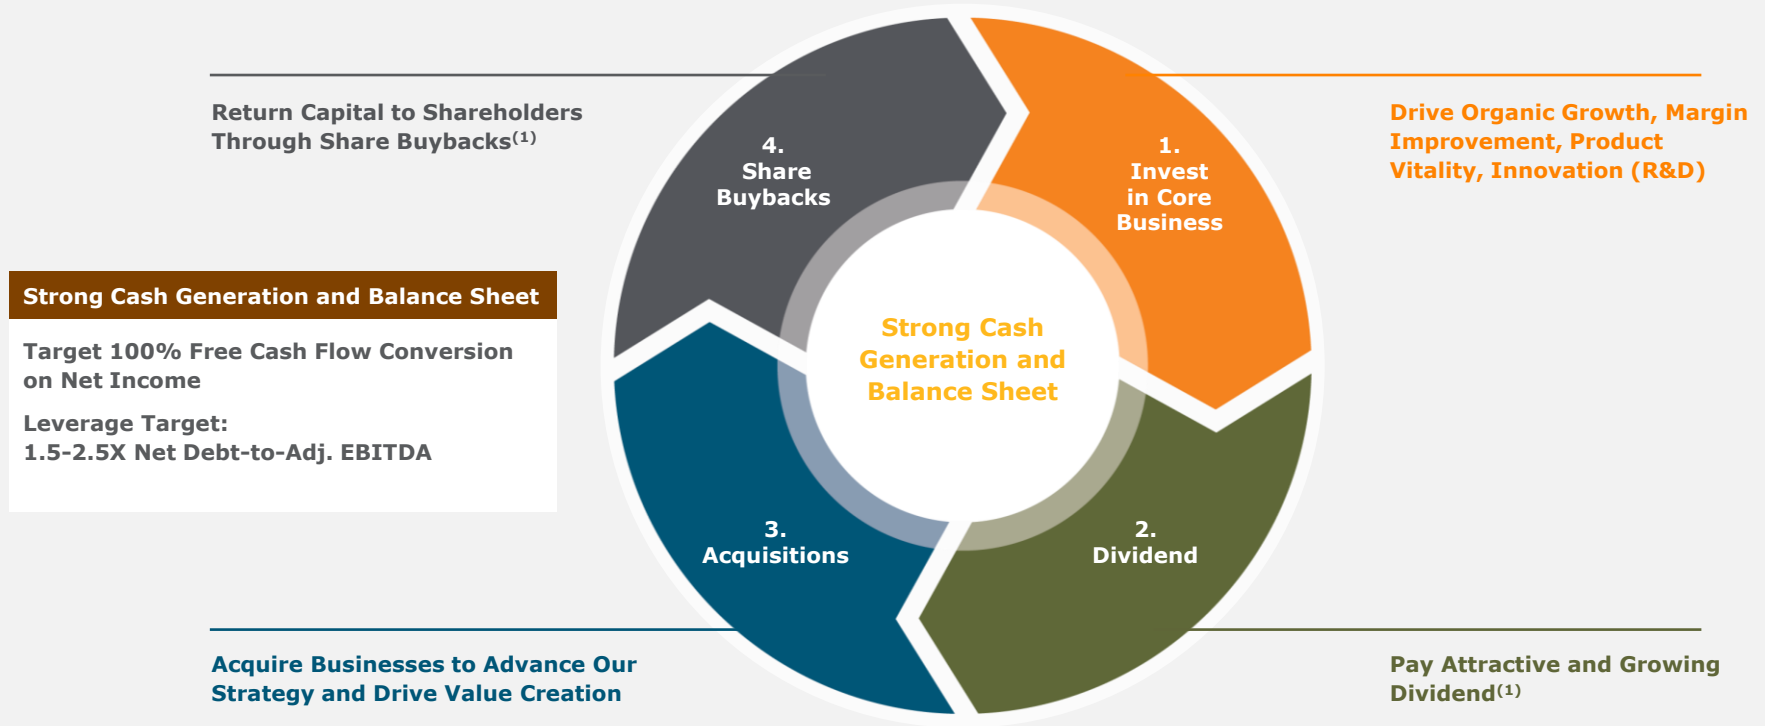 Return Capital to Shareholders
Through Share Buybacks(1)
4.
Share
Buybacks
1.
Invest
in Core
Business
Drive Organic Growth, Margin
Improvement, Product
Vitality, Innovation (R&D)
Strong Cash Generation and Balance Sheet
Target 100% Free Cash Flow Conversion
on Net Income
Leverage Target:
1.5-2.5X Net Debt-to-Adj. EBITDA
Strong Cash
Generation and
Balance Sheet
3.
Acquisitions
2.
Dividend
Acquire Businesses to Advance Our
Strategy and Drive Value Creation
Pay Attractive and Growing
Dividend(1)